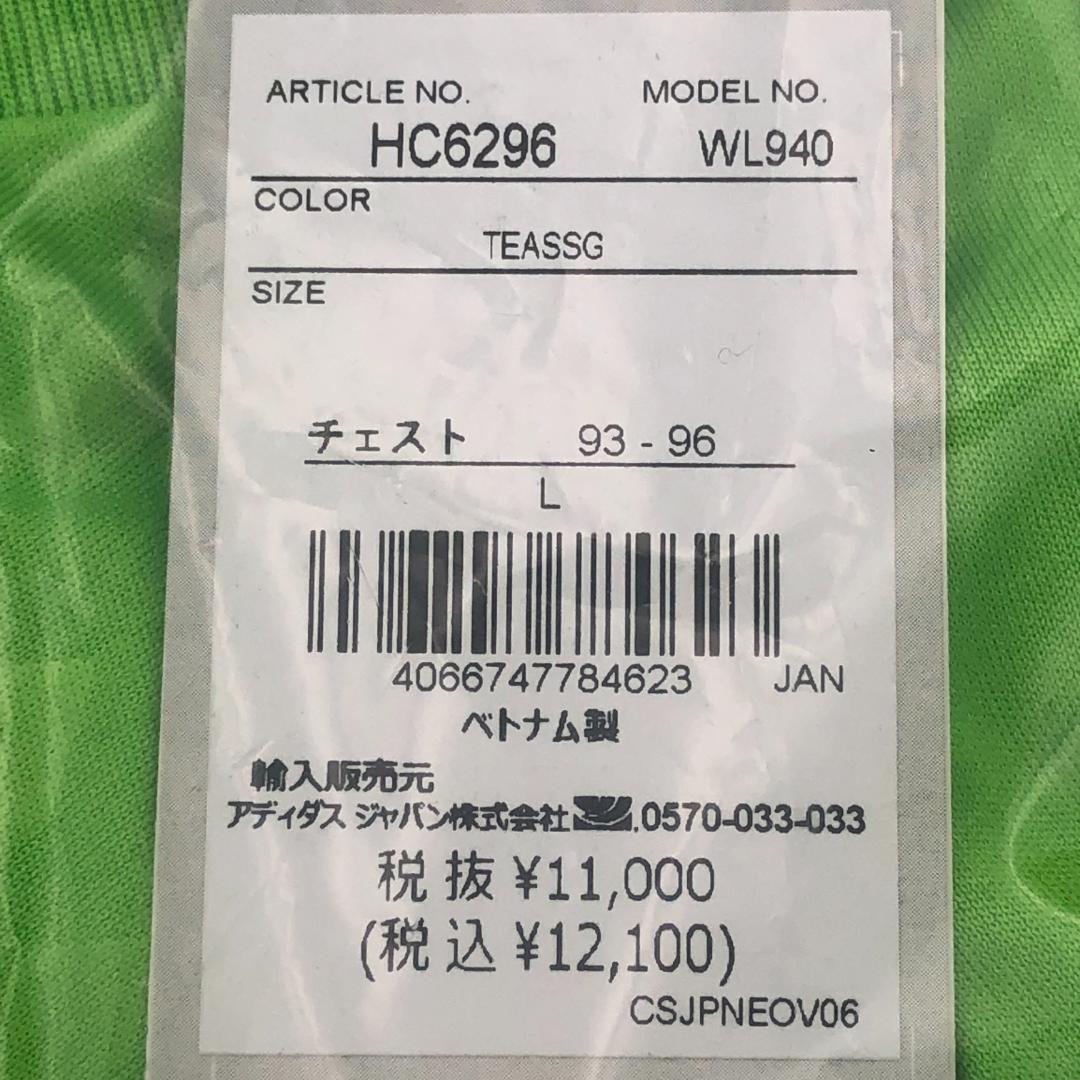 ARTICLE NO. MODEL NO.
HC6296 WL940
COLOR
TEASSG
SIZE
チェスト 93 - 96
L
4066747784623 JAN
ベトナム製
輸入販売元
アディダス ジャパン株式会社 0570-033-033
税 抜 ¥11,000
(税 込 ¥12,100)
CSJPNEOV06